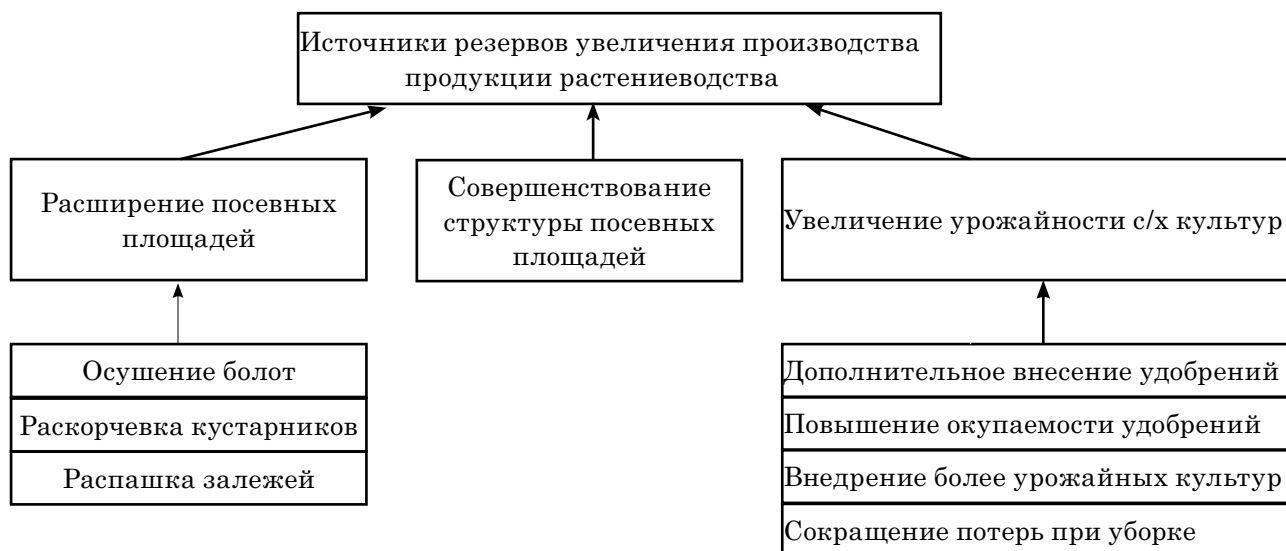 Источники резервов увеличения производства
продукции растениеводства
Расширение посевных
площадей
Совершенствование
структуры посевных
площадей
Увеличение урожайности с/х культур
Осушение болот
Раскорчевка кустарников
Распашка залежей
Дополнительное внесение удобрений
Повышение окупаемости удобрений
Внедрение более урожайных культур
Сокращение потерь при уборке